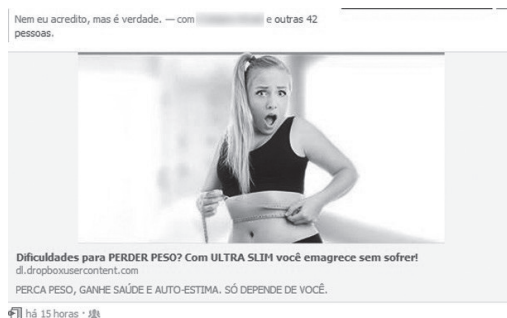 Nem eu acredito, mas é verdade. — com e outras 42
pessoas.
Dificuldades para PERDER PESO? Com ULTRA SLIM você emagrece sem sofrer!
dl.dropboxusercontent.com
PERCA PESO, GANHE SAÚDE E AUTO-ESTIMA. SÓ DEPENDE DE VOCÊ.
há 15 horas ·